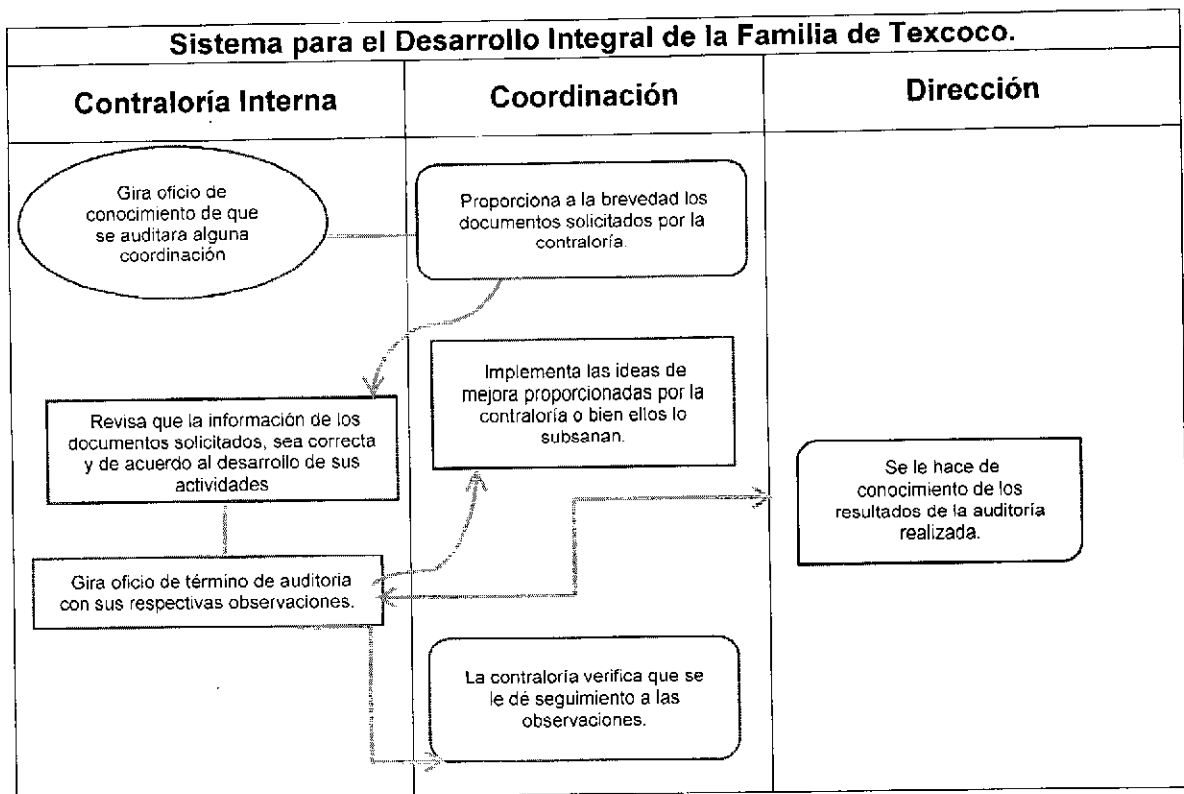 Sistema para el Desarrollo Integral de la Familia de Texcoco.
Contraloría Interna
Coordinación
Dirección
Gira oficio de
conocimiento de que
se auditara alguna
coordinación
Proporciona a la brevedad los
documentos solicitados por la
contraloría.
Implementa las ideas de
mejora proporcionadas por la
contraloría o bien ellos lo
subsanan.
Revisa que la información de los
documentos solicitados, sea correcta
y de acuerdo al desarrollo de sus
actividades
Se le hace de
conocimiento de los
resultados de la auditoría
realizada.
Gira oficio de término de auditoria
con sus respectivas observaciones.
La contraloría verifica que se
le dé seguimiento a las
observaciones.